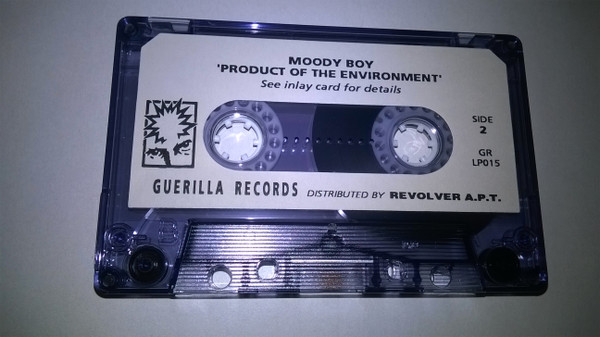 MOODY BOY
'PRODUCT OF THE ENVIRONMENT'
See inlay card for details
SIDE
2
GR
LP015
GUERILLA RECORDS DISTRIBUTED BY REVOLVER A.P.T.